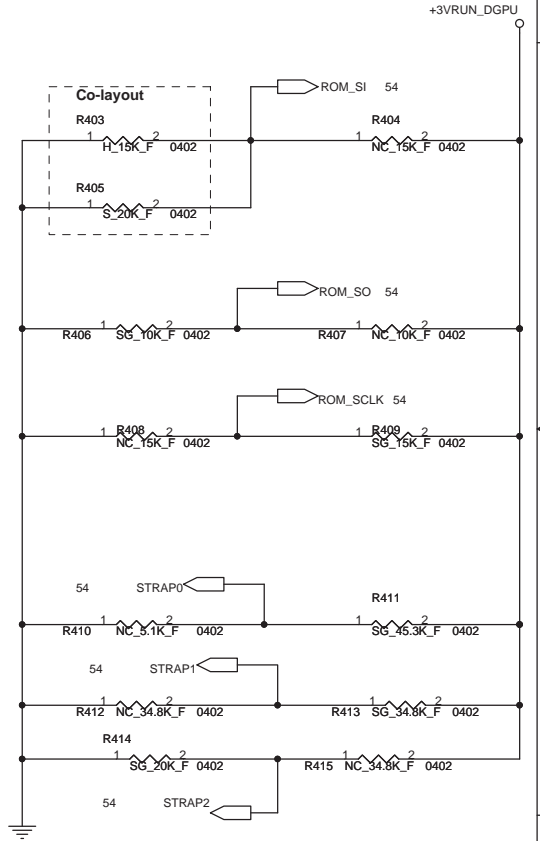 +3VRUN_DGPU
ROM_SI 54
Co-layout
R403
1 2
H_15K_F 0402
R404
1 2
NC_15K_F 0402
R405
1 2
S_20K_F 0402
ROM_SO 54
1 2
R406 SG_10K_F 0402
1 2
R407 NC_10K_F 0402
ROM_SCLK 54
1 R408 2
NC_15K_F 0402
1 R409 2
SG_15K_F 0402
54 STRAP0
R411
1 2
R410 NC_5.1K_F 0402
1 2
SG_45.3K_F 0402
54 STRAP1
1 2
R412 NC_34.8K_F 0402
1 2
R413 SG_34.8K_F 0402
R414
1 2
SG_20K_F 0402
1 2
R415 NC_34.8K_F 0402
54 STRAP2